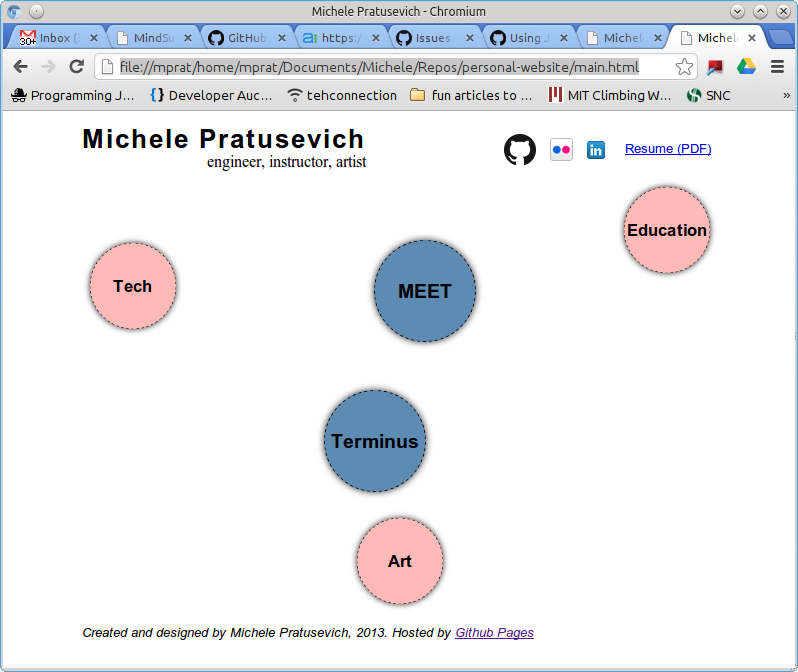 Michele Pratusevich - Chromium
Inbox (
30+
MindSu
GitHub
ai: https:/
Issues
Using J
Michel
Michel
file://mprat/home/mprat/Documents/Michele/Repos/personal-website/main.html
Programming J... Developer Auc... tehconnection fun articles to ... MIT Climbing W... SNC »
Michele Pratusevich
engineer, instructor, artist
in
Resume (PDF)
Education
Tech
MEET
Terminus
Art
Created and designed by Michele Pratusevich, 2013. Hosted by Github Pages